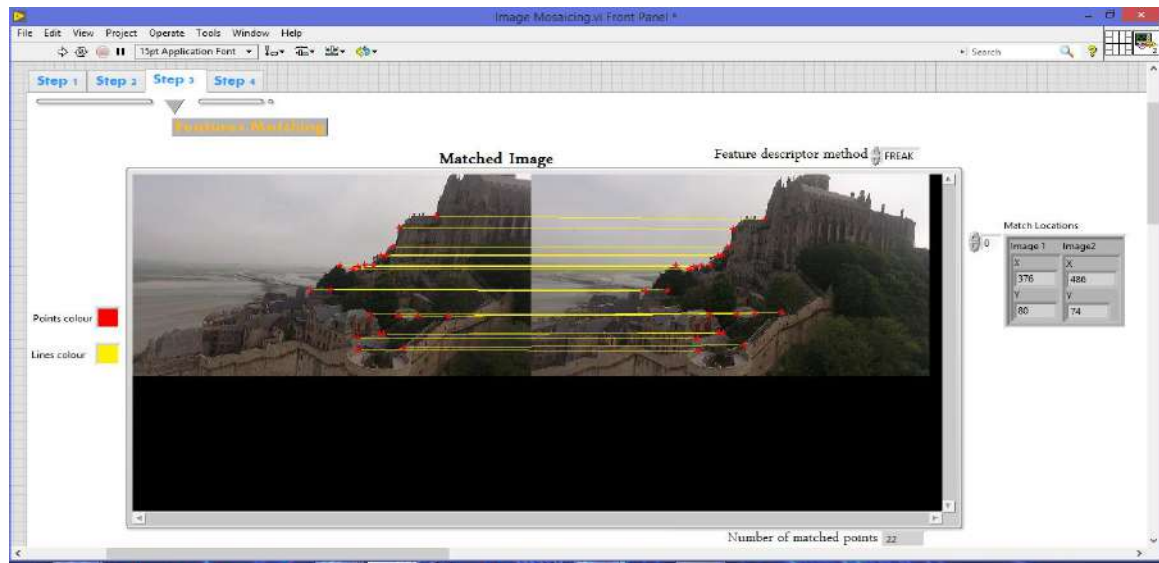 Image Mosaicing.vi Front Panel *
File Edit View Project Operate Tools Window Help
15pt Application Font
Search
2
Step 1 Step 2 Step 3 Step 4
Features Matching
Matched Image
Feature descriptor method FREAK
Match Locations
0
Image 1 Image2
X X
376 486
Y Y
80 74
Points colour
Lines colour
Number of matched points 22